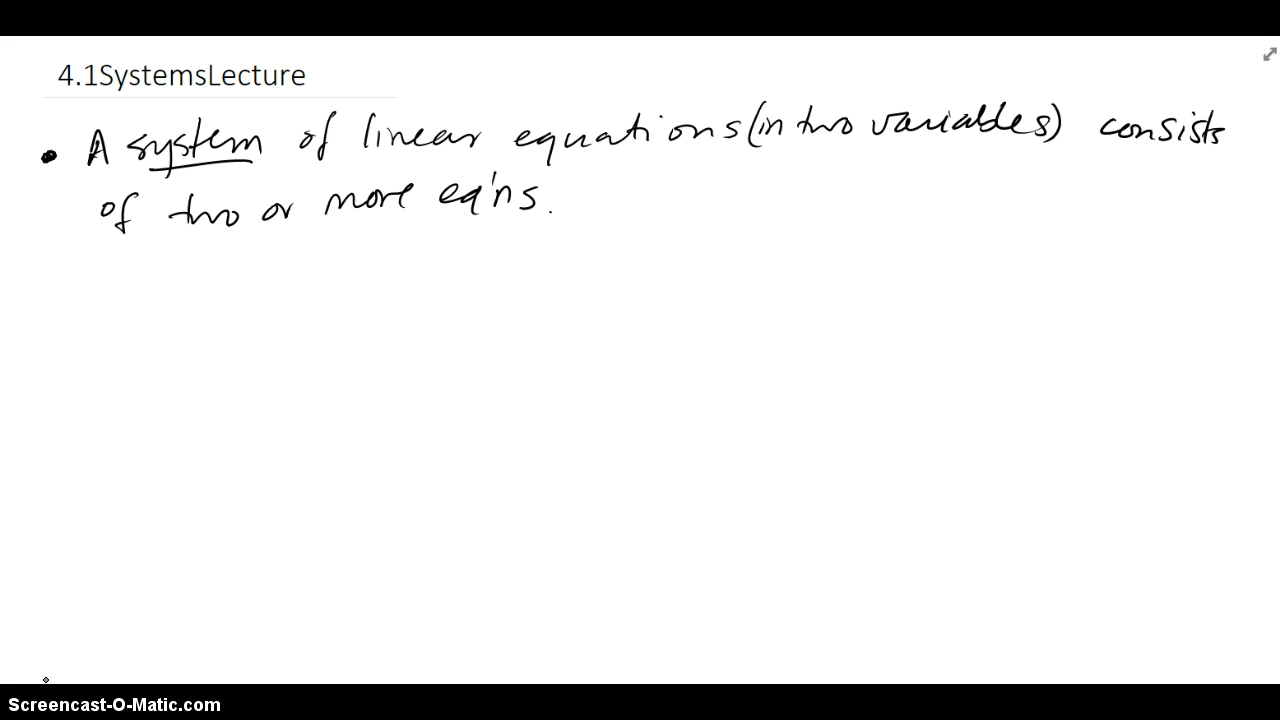 4.1SystemsLecture
• A system of linear equations (in two variables) consists
of two or more eq'ns.
Screencast-O-Matic.com